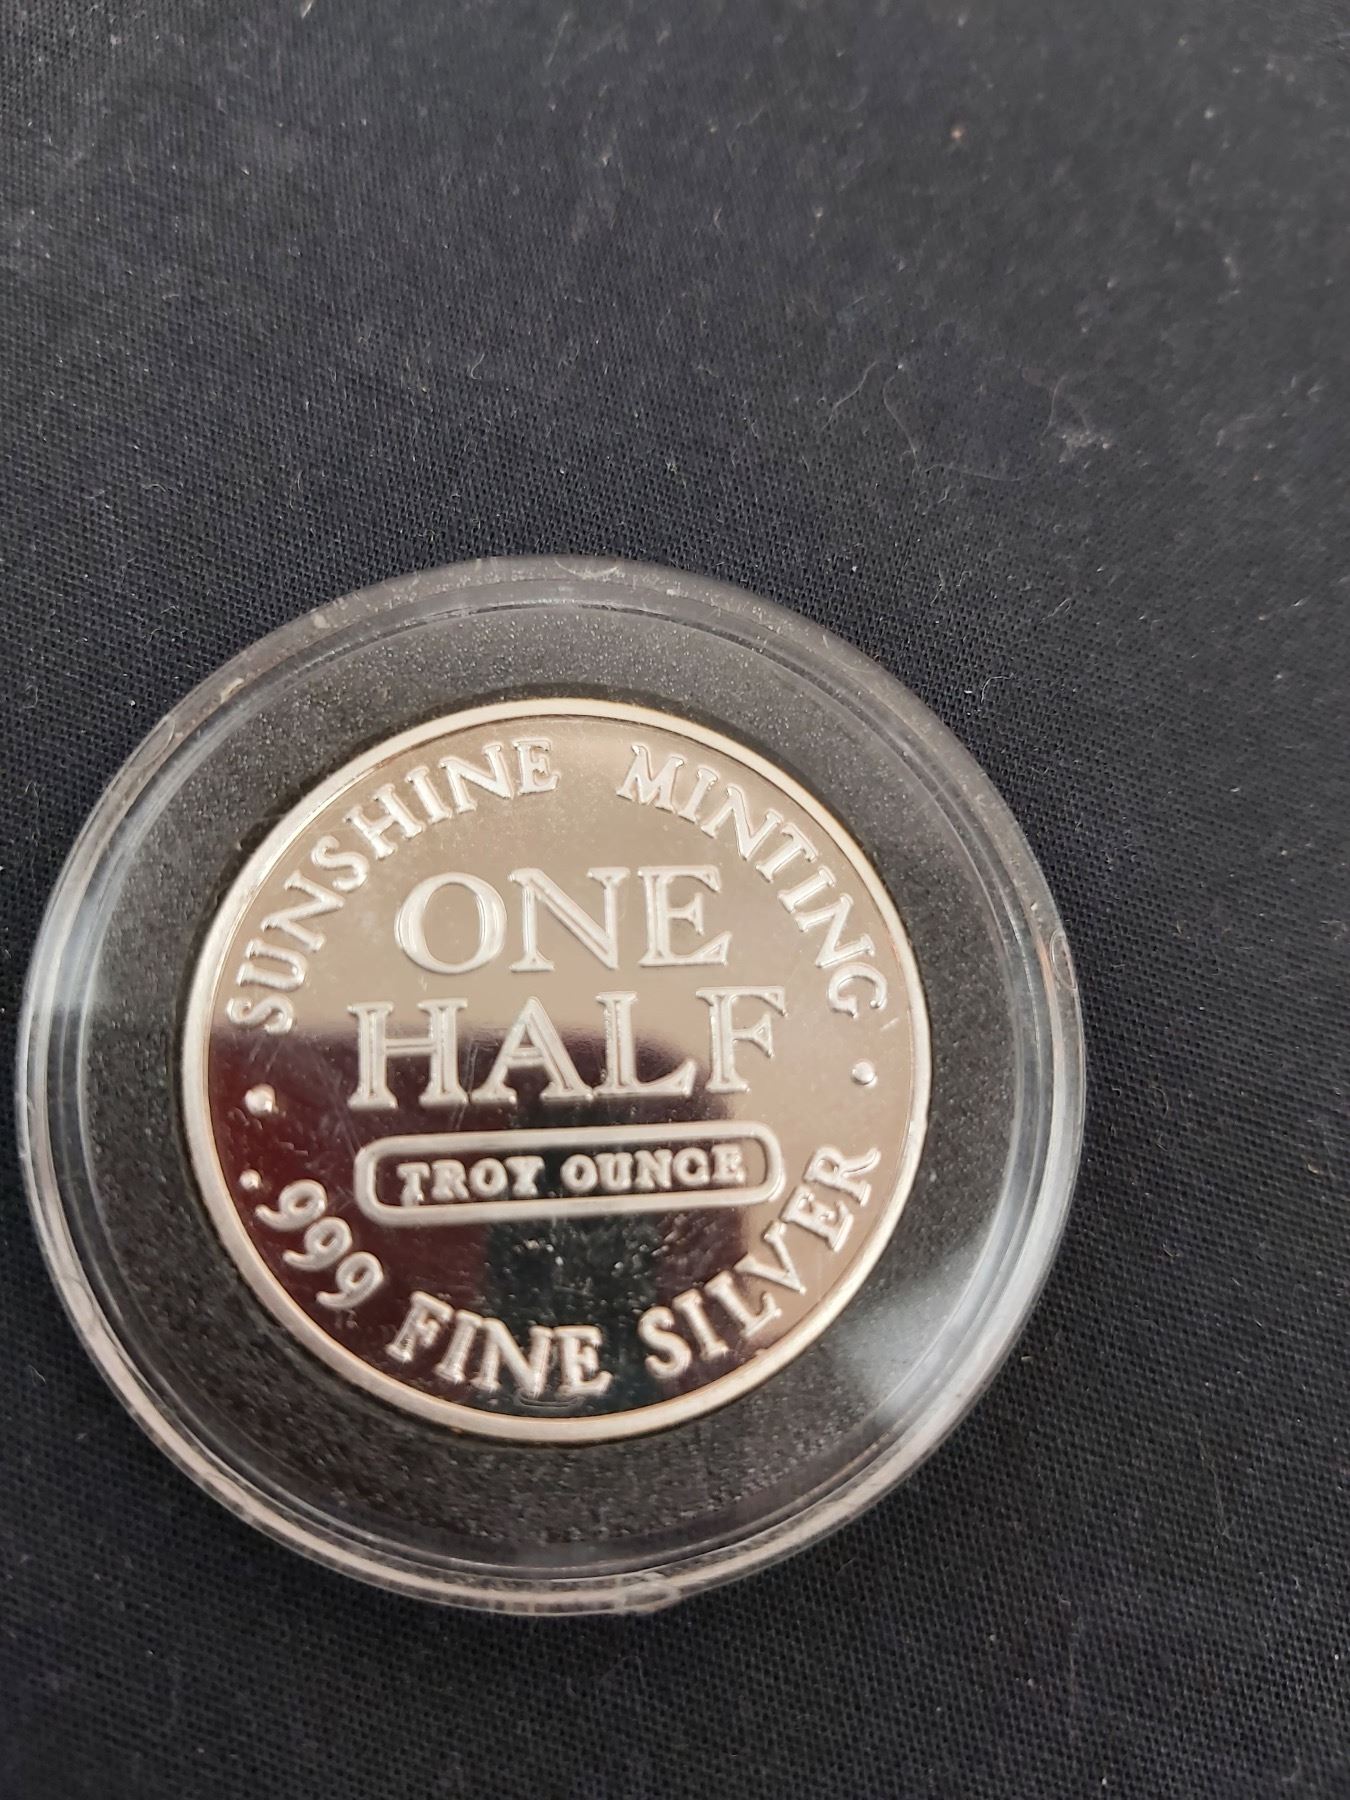 SUNSHINE MINTING
ONE
HALF
TROY OUNCE
.999 FINE SILVER